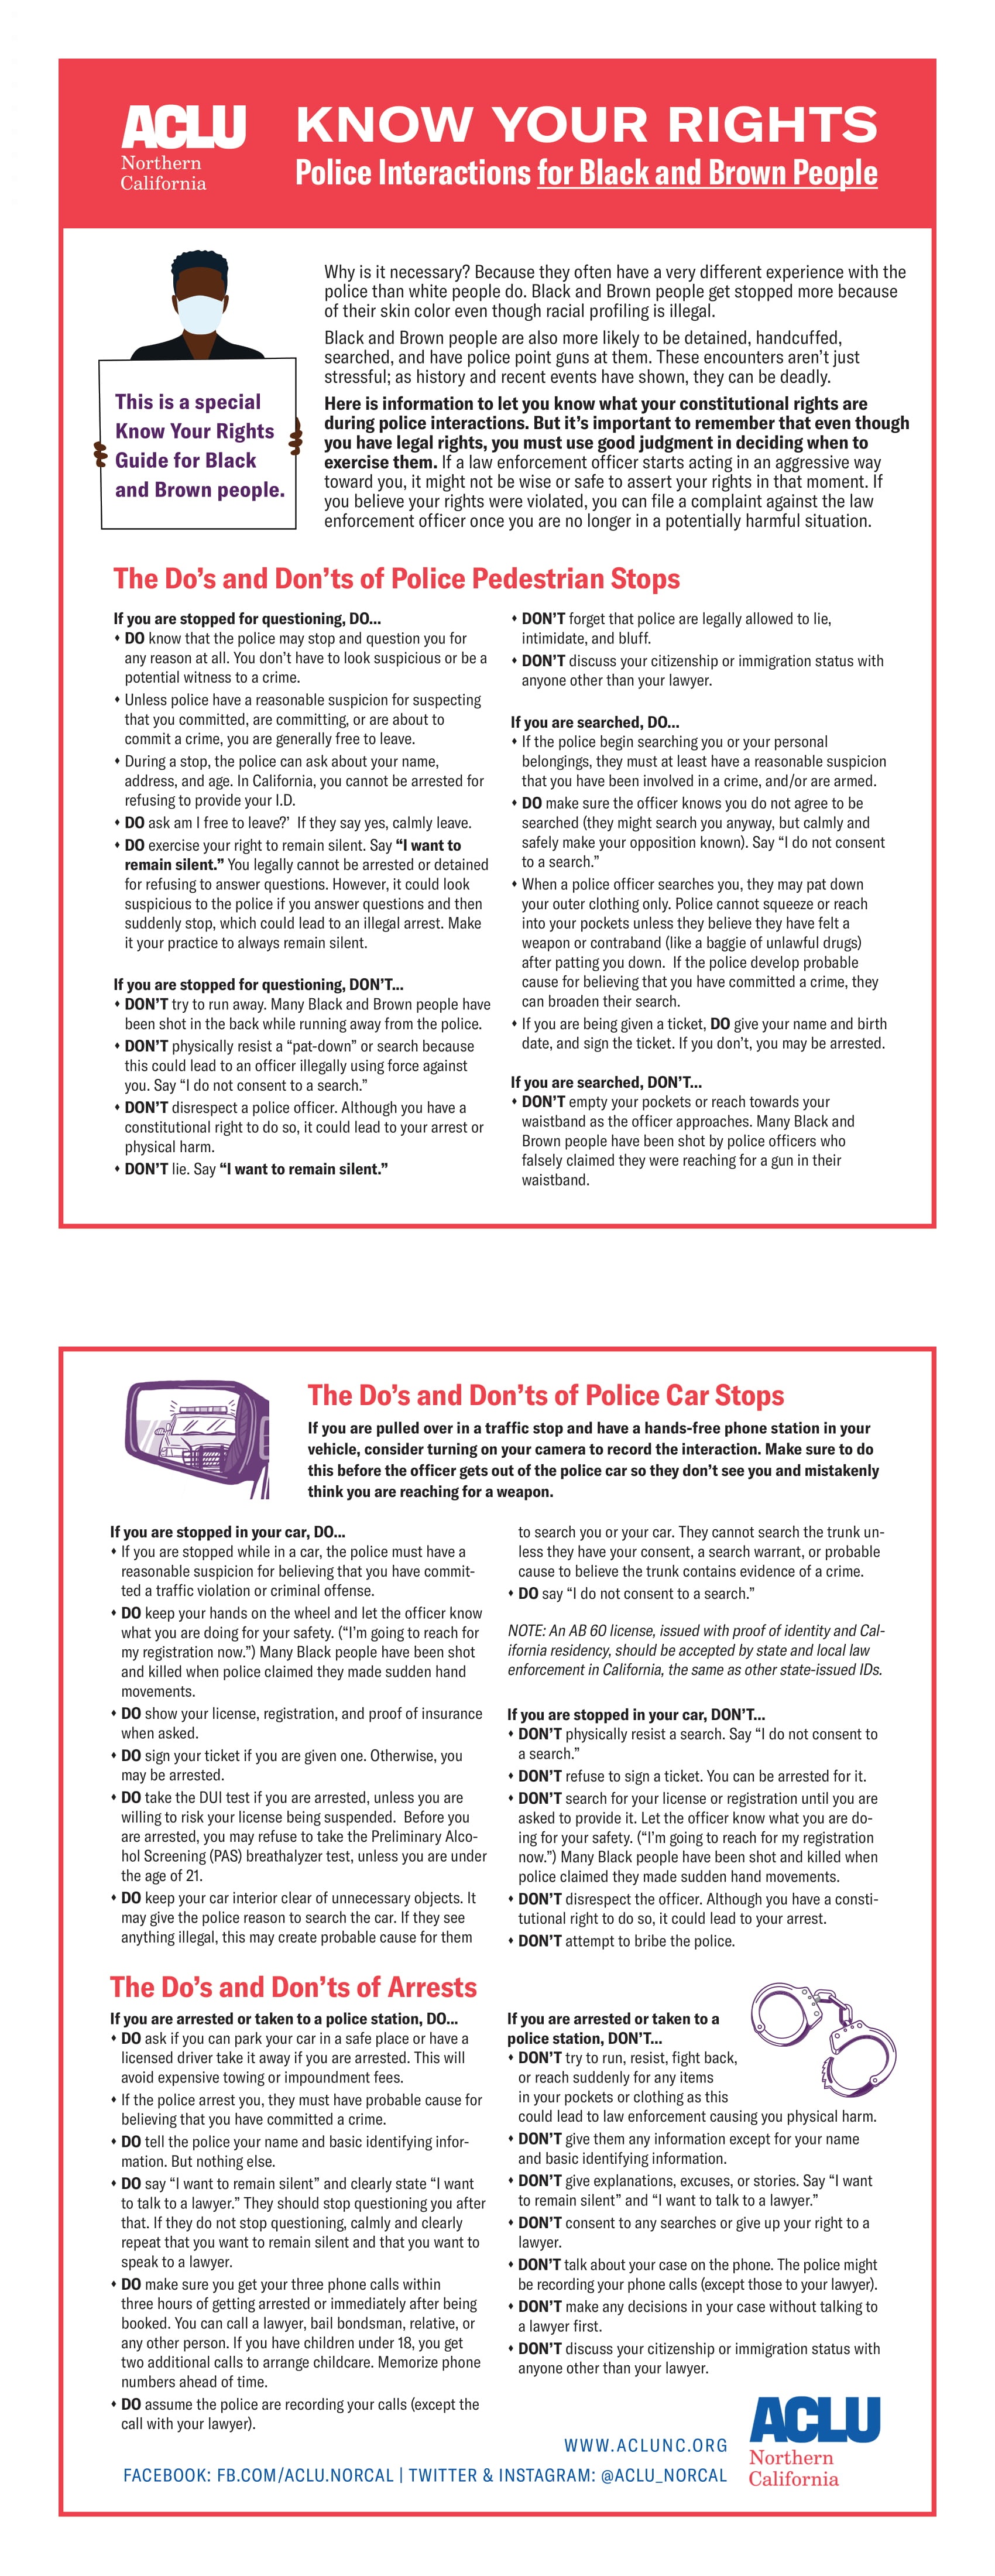 ACLU
Northern
California
KNOW YOUR RIGHTS
Police Interactions for Black and Brown People
This is a special
Know Your Rights
Guide for Black
and Brown people.
Why is it necessary? Because they often have a very different experience with the
police than white people do. Black and Brown people get stopped more because
of their skin color even though racial profiling is illegal.
Black and Brown people are also more likely to be detained, handcuffed,
searched, and have police point guns at them. These encounters aren't just
stressful; as history and recent events have shown, they can be deadly.
Here is information to let you know what your constitutional rights are
during police interactions. But it's important to remember that even though
you have legal rights, you must use good judgment in deciding when to
exercise them. If a law enforcement officer starts acting in an aggressive way
toward you, it might not be wise or safe to assert your rights in that moment. If
you believe your rights were violated, you can file a complaint against the law
enforcement officer once you are no longer in a potentially harmful situation.
The Do's and Don'ts of Police Pedestrian Stops
If you are stopped for questioning, DO...
• DO know that the police may stop and question you for
any reason at all. You don't have to look suspicious or be a
potential witness to a crime.
• Unless police have a reasonable suspicion for suspecting
that you committed, are committing, or are about to
commit a crime, you are generally free to leave.
• During a stop, the police can ask about your name,
address, and age. In California, you cannot be arrested for
refusing to provide your I.D.
• DO ask am I free to leave?' If they say yes, calmly leave.
• DO exercise your right to remain silent. Say "I want to
remain silent." You legally cannot be arrested or detained
for refusing to answer questions. However, it could look
suspicious to the police if you answer questions and then
suddenly stop, which could lead to an illegal arrest. Make
it your practice to always remain silent.
If you are stopped for questioning, DON'T...
• DON'T try to run away. Many Black and Brown people have
been shot in the back while running away from the police.
• DON'T physically resist a "pat-down" or search because
this could lead to an officer illegally using force against
you. Say "I do not consent to a search."
• DON'T disrespect a police officer. Although you have a
constitutional right to do so, it could lead to your arrest or
physical harm.
• DON'T lie. Say "I want to remain silent."
• DON'T forget that police are legally allowed to lie,
intimidate, and bluff.
• DON'T discuss your citizenship or immigration status with
anyone other than your lawyer.
If you are searched, DO...
• If the police begin searching you or your personal
belongings, they must at least have a reasonable suspicion
that you have been involved in a crime, and/or are armed.
• DO make sure the officer knows you do not agree to be
searched (they might search you anyway, but calmly and
safely make your opposition known). Say "I do not consent
to a search."
• When a police officer searches you, they may pat down
your outer clothing only. Police cannot squeeze or reach
into your pockets unless they believe they have felt a
weapon or contraband (like a baggie of unlawful drugs)
after patting you down. If the police develop probable
cause for believing that you have committed a crime, they
can broaden their search.
• If you are being given a ticket, DO give your name and birth
date, and sign the ticket. If you don't, you may be arrested.
If you are searched, DON'T...
• DON'T empty your pockets or reach towards your
waistband as the officer approaches. Many Black and
Brown people have been shot by police officers who
falsely claimed they were reaching for a gun in their
waistband.
The Do's and Don'ts of Police Car Stops
If you are pulled over in a traffic stop and have a hands-free phone station in your
vehicle, consider turning on your camera to record the interaction. Make sure to do
this before the officer gets out of the police car so they don't see you and mistakenly
think you are reaching for a weapon.
If you are stopped in your car, DO...
• If you are stopped while in a car, the police must have a
reasonable suspicion for believing that you have commit-
ted a traffic violation or criminal offense.
• DO keep your hands on the wheel and let the officer know
what you are doing for your safety. ("I'm going to reach for
my registration now.") Many Black people have been shot
and killed when police claimed they made sudden hand
movements.
• DO show your license, registration, and proof of insurance
when asked.
• DO sign your ticket if you are given one. Otherwise, you
may be arrested.
• DO take the DUI test if you are arrested, unless you are
willing to risk your license being suspended. Before you
are arrested, you may refuse to take the Preliminary Alco-
hol Screening (PAS) breathalyzer test, unless you are under
the age of 21.
• DO keep your car interior clear of unnecessary objects. It
may give the police reason to search the car. If they see
anything illegal, this may create probable cause for them
to search you or your car. They cannot search the trunk un-
less they have your consent, a search warrant, or probable
cause to believe the trunk contains evidence of a crime.
• DO say "I do not consent to a search."
NOTE: An AB 60 license, issued with proof of identity and Cal-
ifornia residency, should be accepted by state and local law
enforcement in California, the same as other state-issued IDs.
If you are stopped in your car, DON'T...
• DON'T physically resist a search. Say "I do not consent to
a search."
• DON'T refuse to sign a ticket. You can be arrested for it.
• DON'T search for your license or registration until you are
asked to provide it. Let the officer know what you are do-
ing for your safety. ("I'm going to reach for my registration
now.") Many Black people have been shot and killed when
police claimed they made sudden hand movements.
• DON'T disrespect the officer. Although you have a consti-
tutional right to do so, it could lead to your arrest.
• DON'T attempt to bribe the police.
The Do's and Don'ts of Arrests
If you are arrested or taken to a police station, DO...
• DO ask if you can park your car in a safe place or have a
licensed driver take it away if you are arrested. This will
avoid expensive towing or impoundment fees.
• If the police arrest you, they must have probable cause for
believing that you have committed a crime.
• DO tell the police your name and basic identifying infor-
mation. But nothing else.
• DO say "I want to remain silent" and clearly state "I want
to talk to a lawyer." They should stop questioning you after
that. If they do not stop questioning, calmly and clearly
repeat that you want to remain silent and that you want to
speak to a lawyer.
• DO make sure you get your three phone calls within
three hours of getting arrested or immediately after being
booked. You can call a lawyer, bail bondsman, relative, or
any other person. If you have children under 18, you get
two additional calls to arrange childcare. Memorize phone
numbers ahead of time.
• DO assume the police are recording your calls (except the
call with your lawyer).
If you are arrested or taken to a
police station, DON'T...
• DON'T try to run, resist, fight back,
or reach suddenly for any items
in your pockets or clothing as this
could lead to law enforcement causing you physical harm.
• DON'T give them any information except for your name
and basic identifying information.
• DON'T give explanations, excuses, or stories. Say "I want
to remain silent" and "I want to talk to a lawyer."
• DON'T consent to any searches or give up your right to a
lawyer.
• DON'T talk about your case on the phone. The police might
be recording your phone calls (except those to your lawyer).
• DON'T make any decisions in your case without talking to
a lawyer first.
• DON'T discuss your citizenship or immigration status with
anyone other than your lawyer.
WWW.ACLUNC.ORG
FACEBOOK: FB.COM/ACLU.NORCAL | TWITTER & INSTAGRAM: @ACLU_NORCAL
ACLU
Northern
California